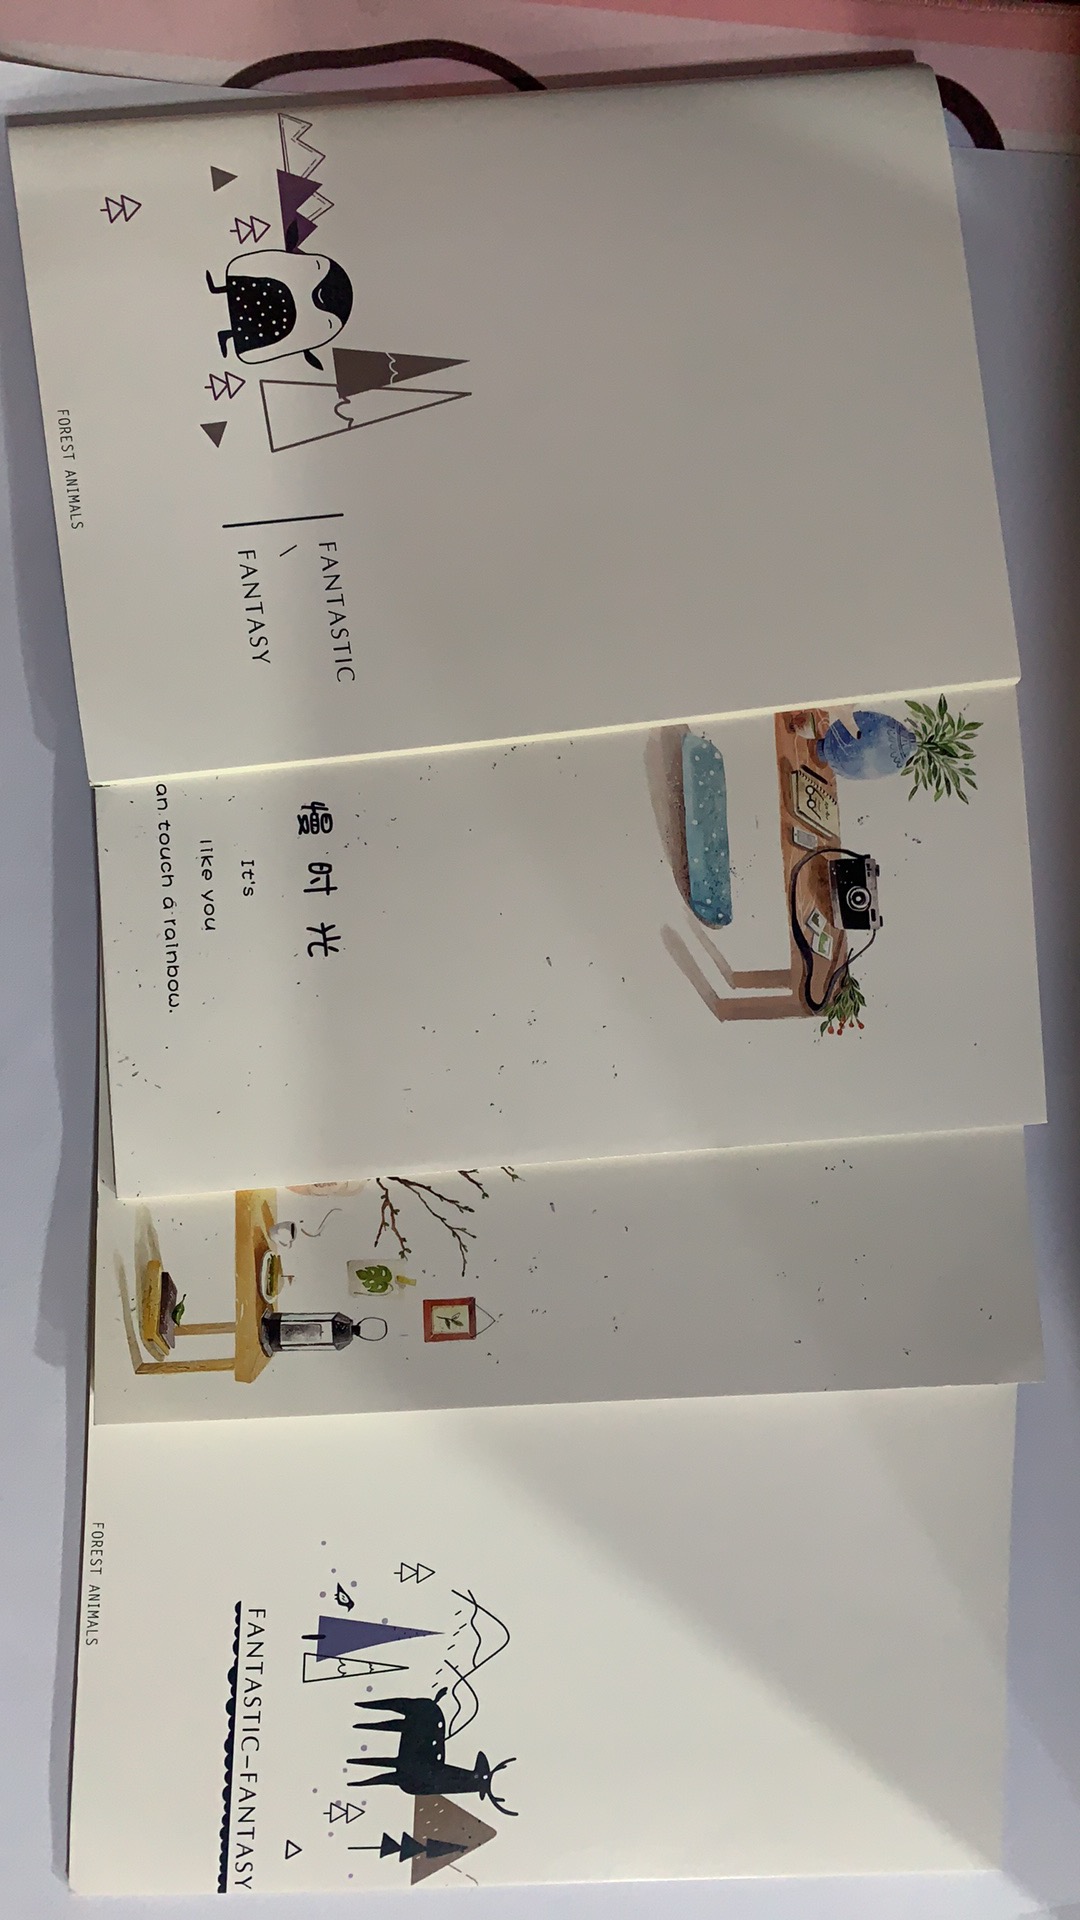 FANTASTIC
\
FANTASY
FOREST ANIMALS
慢时光
It's
like you
an touch a rainbow.
FANTASTIC-FANTASY
FOREST ANIMALS